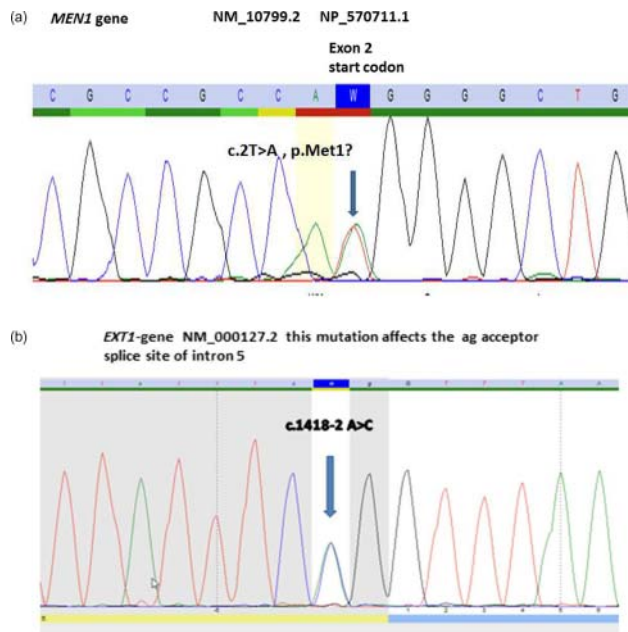 (a) MEN1 gene NM_10799.2 NP_570711.1
Exon 2
start codon
C G C C G C C A W G G G G C T G
c.2T>A , p.Met1?
(b) EXT1-gene NM_000127.2 this mutation affects the ag acceptor
splice site of intron 5
c.1418-2 A>C